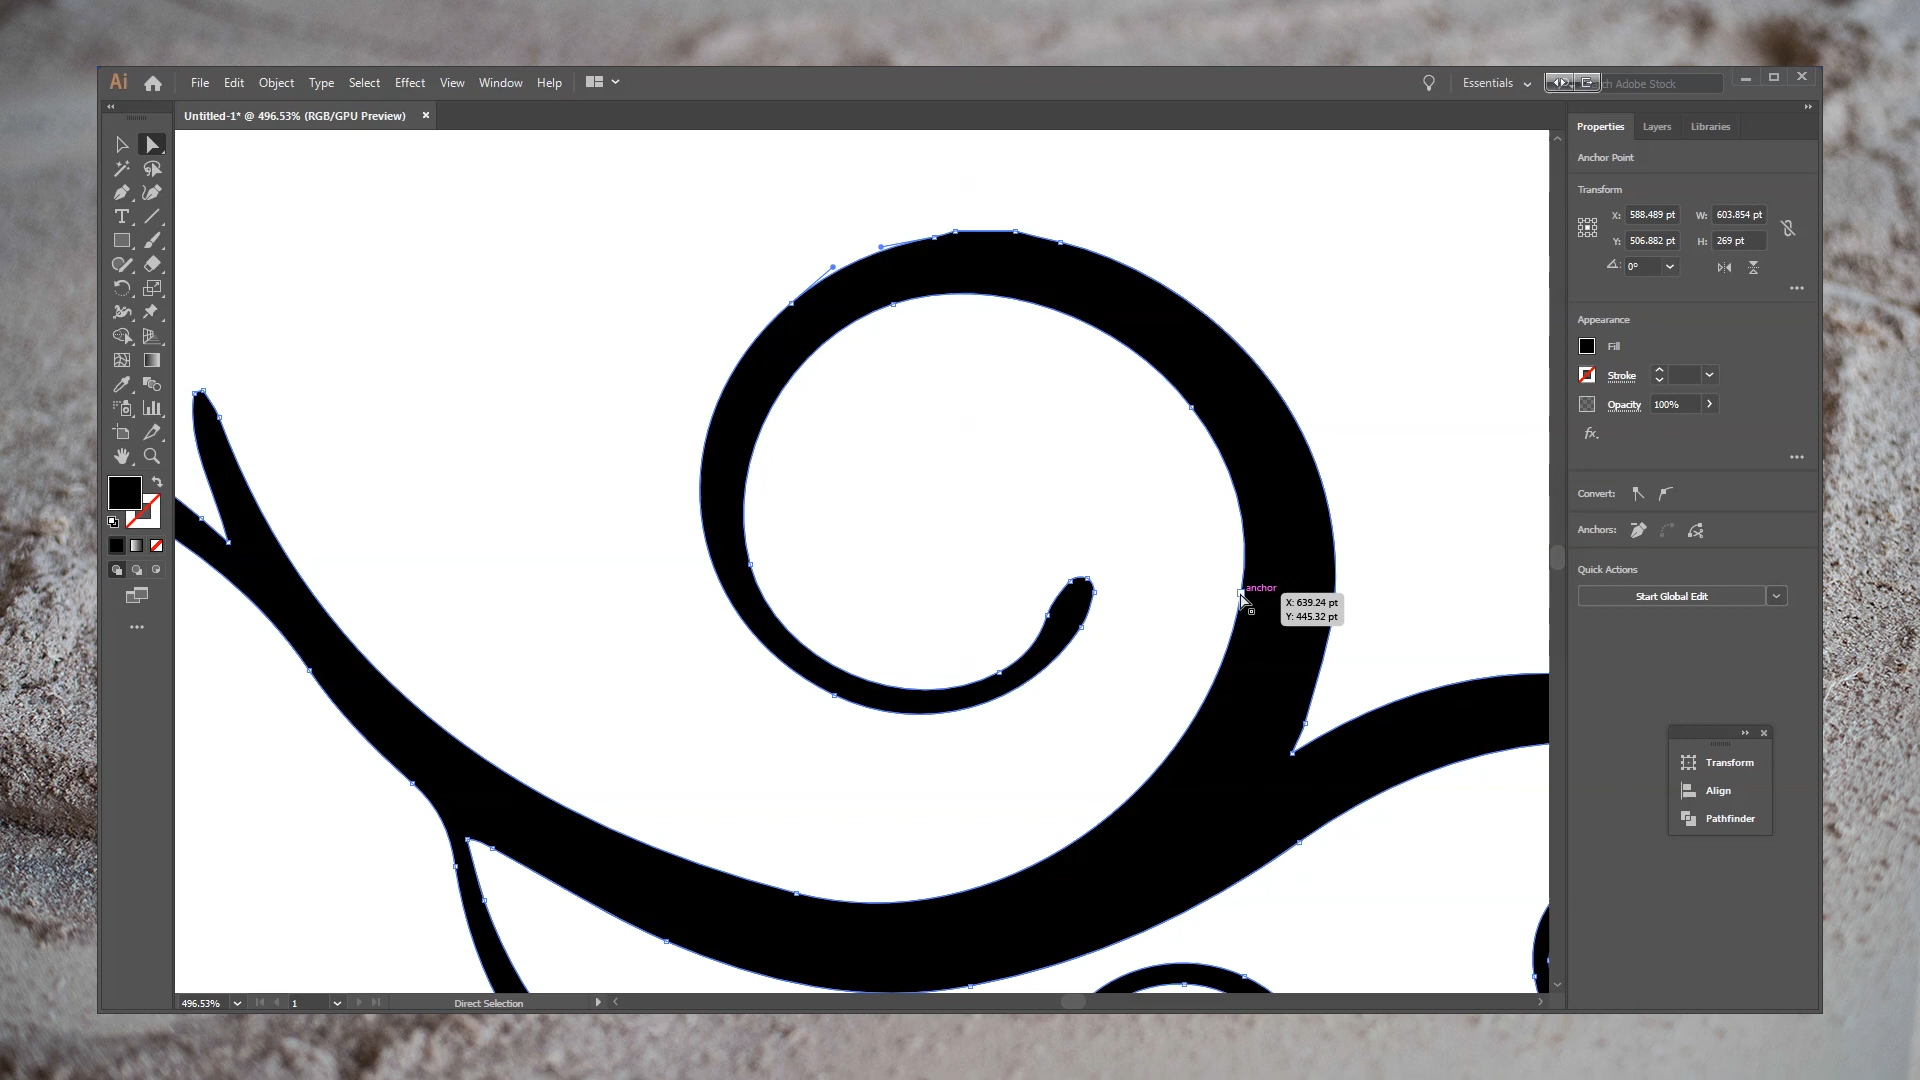 Ai
File Edit Object Type Select Effect View Window Help
Essentials
ch Adobe Stock
Untitled-1* @ 496.53% (RGB/GPU Preview)
Properties Layers Libraries
Anchor Point
Transform
X: 588.489 pt W: 603.854 pt
Y: 506.882 pt H: 269 pt
0°
Appearance
Fill
Stroke
Opacity 100%
fx.
Convert:
Anchors:
Quick Actions
Start Global Edit
anchor
X: 639.24 pt
Y: 445.32 pt
Transform
Align
Pathfinder
496.53% 1 Direct Selection